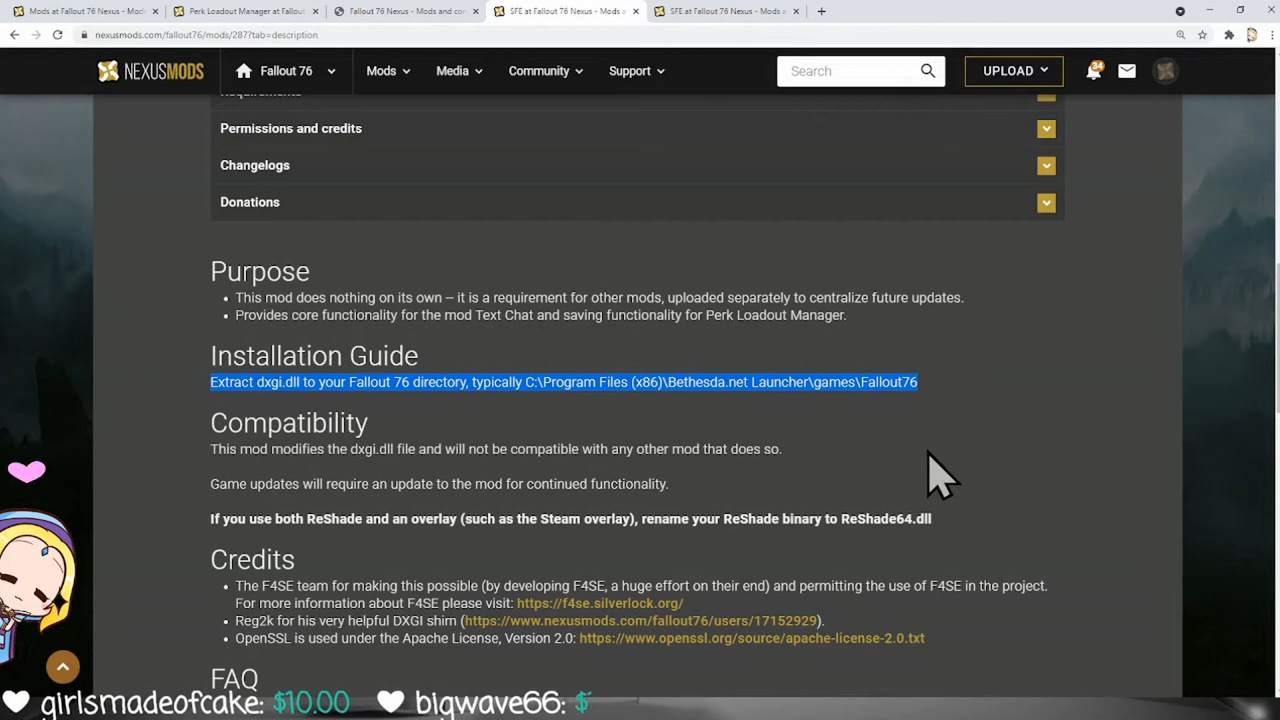 Mods at Fallout 76 Nexus - Mods
Perk Loadout Manager at Fallout
Fallout 76 Nexus - Mods and co
SFE at Fallout 76 Nexus - Mods a
SFE at Fallout 76 Nexus - Mods a
nexusmods.com/fallout76/mods/287?tab=description
NEXUSMODS
Fallout 76
Mods
Media
Community
Support
Search
UPLOAD
34
Requirements
Permissions and credits
Changelogs
Donations
Purpose
• This mod does nothing on its own -- it is a requirement for other mods, uploaded separately to centralize future updates.
• Provides core functionality for the mod Text Chat and saving functionality for Perk Loadout Manager.
Installation Guide
Extract dxgi.dll to your Fallout 76 directory, typically C:\Program Files (x86)\Bethesda.net Launcher\games\Fallout76
Compatibility
This mod modifies the dxgi.dll file and will not be compatible with any other mod that does so.
Game updates will require an update to the mod for continued functionality.
If you use both ReShade and an overlay (such as the Steam overlay), rename your ReShade binary to ReShade64.dll
Credits
• The F4SE team for making this possible (by developing F4SE, a huge effort on their end) and permitting the use of F4SE in the project.
For more information about F4SE please visit: https://f4se.silverlock.org/
• Reg2k for his very helpful DXGI shim (https://www.nexusmods.com/fallout76/users/17152929).
• OpenSSL is used under the Apache License, Version 2.0: https://www.openssl.org/source/apache-license-2.0.txt
FAQ
girlsmadeofcake: $10.00 bigwave66: $